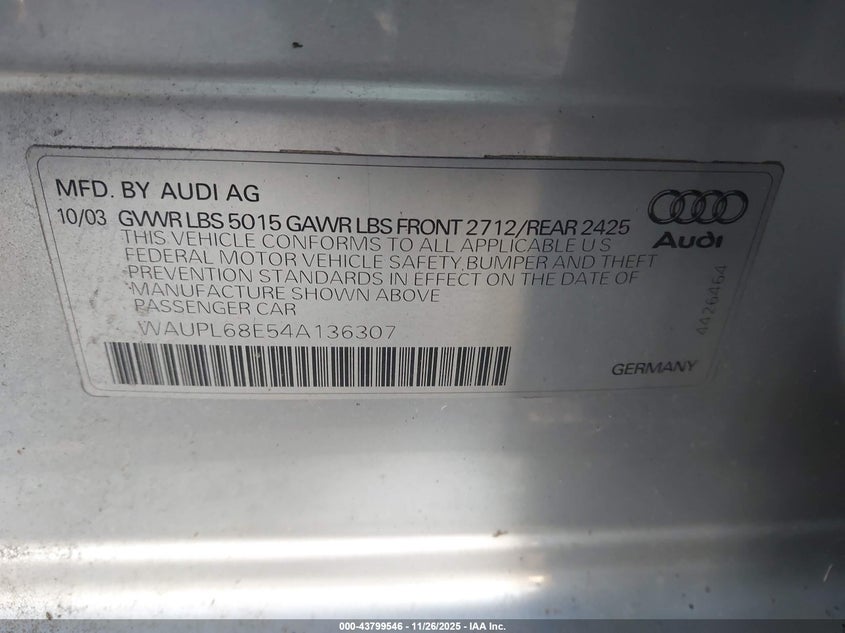 MFD. BY AUDI AG
10/03 GVWR LBS 5015 GAWR LBS FRONT 2712/REAR 2425
THIS VEHICLE CONFORMS TO ALL APPLICABLE U S
FEDERAL MOTOR VEHICLE SAFETY,BUMPER AND THEFT
PREVENTION STANDARDS IN EFFECT ON THE DATE OF
MANUFACTURE SHOWN ABOVE
PASSENGER CAR
WAUPL68E54A136307
Audi
4426464
GERMANY
000-43799546 - 11/26/2025 - IAA Inc.